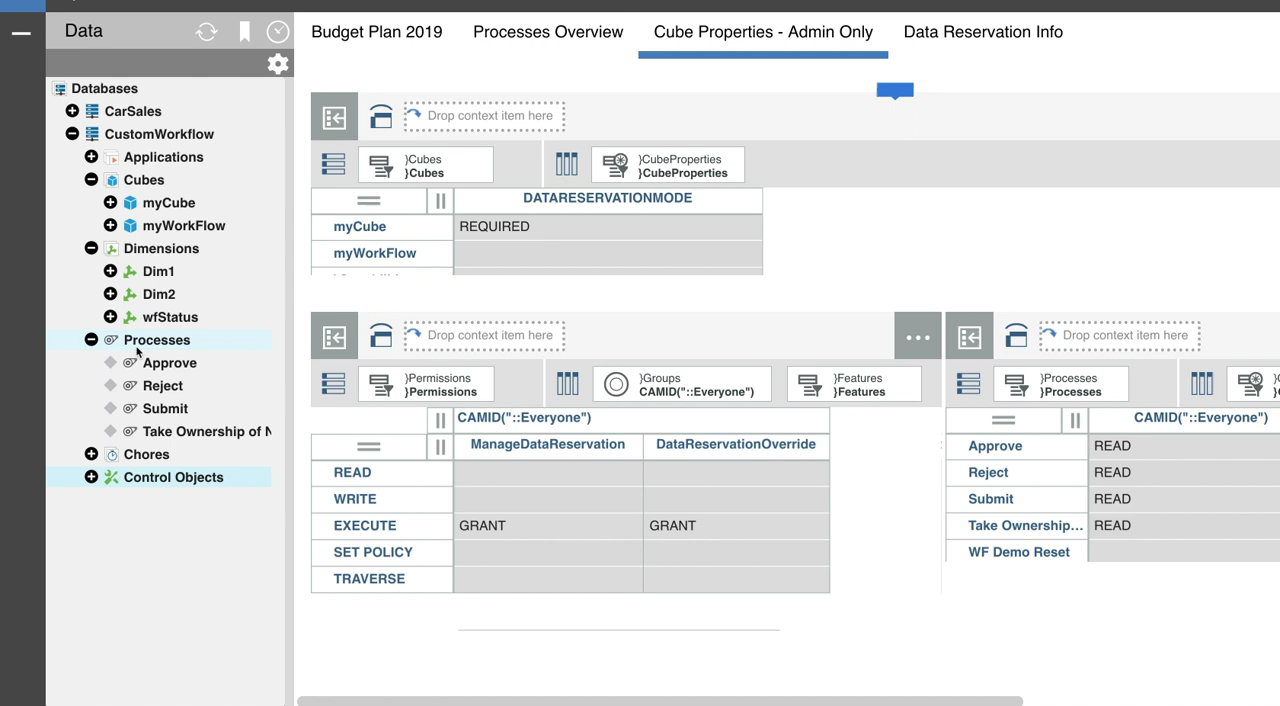 Data
Budget Plan 2019
Processes Overview
Cube Properties - Admin Only
Data Reservation Info
Databases
CarSales
CustomWorkflow
Applications
Cubes
myCube
myWorkFlow
Dimensions
Dim1
Dim2
wfStatus
Processes
Approve
Reject
Submit
Take Ownership of N
Chores
Control Objects
Drop context item here
}Cubes
}Cubes
}CubeProperties
}CubeProperties
DATARESERVATIONMODE
myCube REQUIRED
myWorkFlow
Drop context item here
}Permissions
}Permissions
}Groups
CAMID("::Everyone")
}Features
}Features
CAMID("::Everyone")
ManageDataReservation DataReservationOverride
READ
WRITE
EXECUTE GRANT GRANT
SET POLICY
TRAVERSE
Drop context item here
}Processes
}Processes
CAMID("::Everyone")
Approve READ
Reject READ
Submit READ
Take Ownership... READ
WF Demo Reset